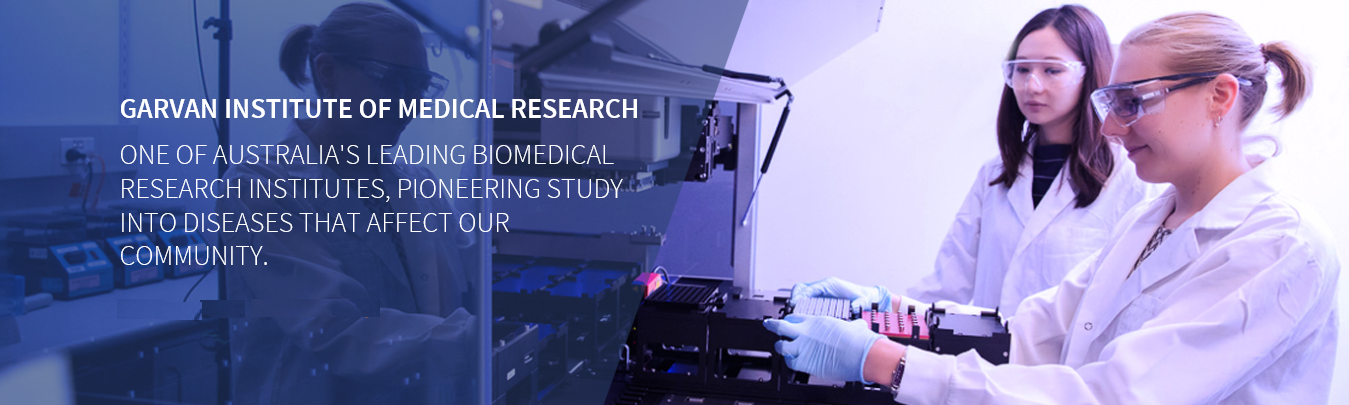 GARVAN INSTITUTE OF MEDICAL RESEARCH
ONE OF AUSTRALIA'S LEADING BIOMEDICAL
RESEARCH INSTITUTES, PIONEERING STUDY
INTO DISEASES THAT AFFECT OUR
COMMUNITY.